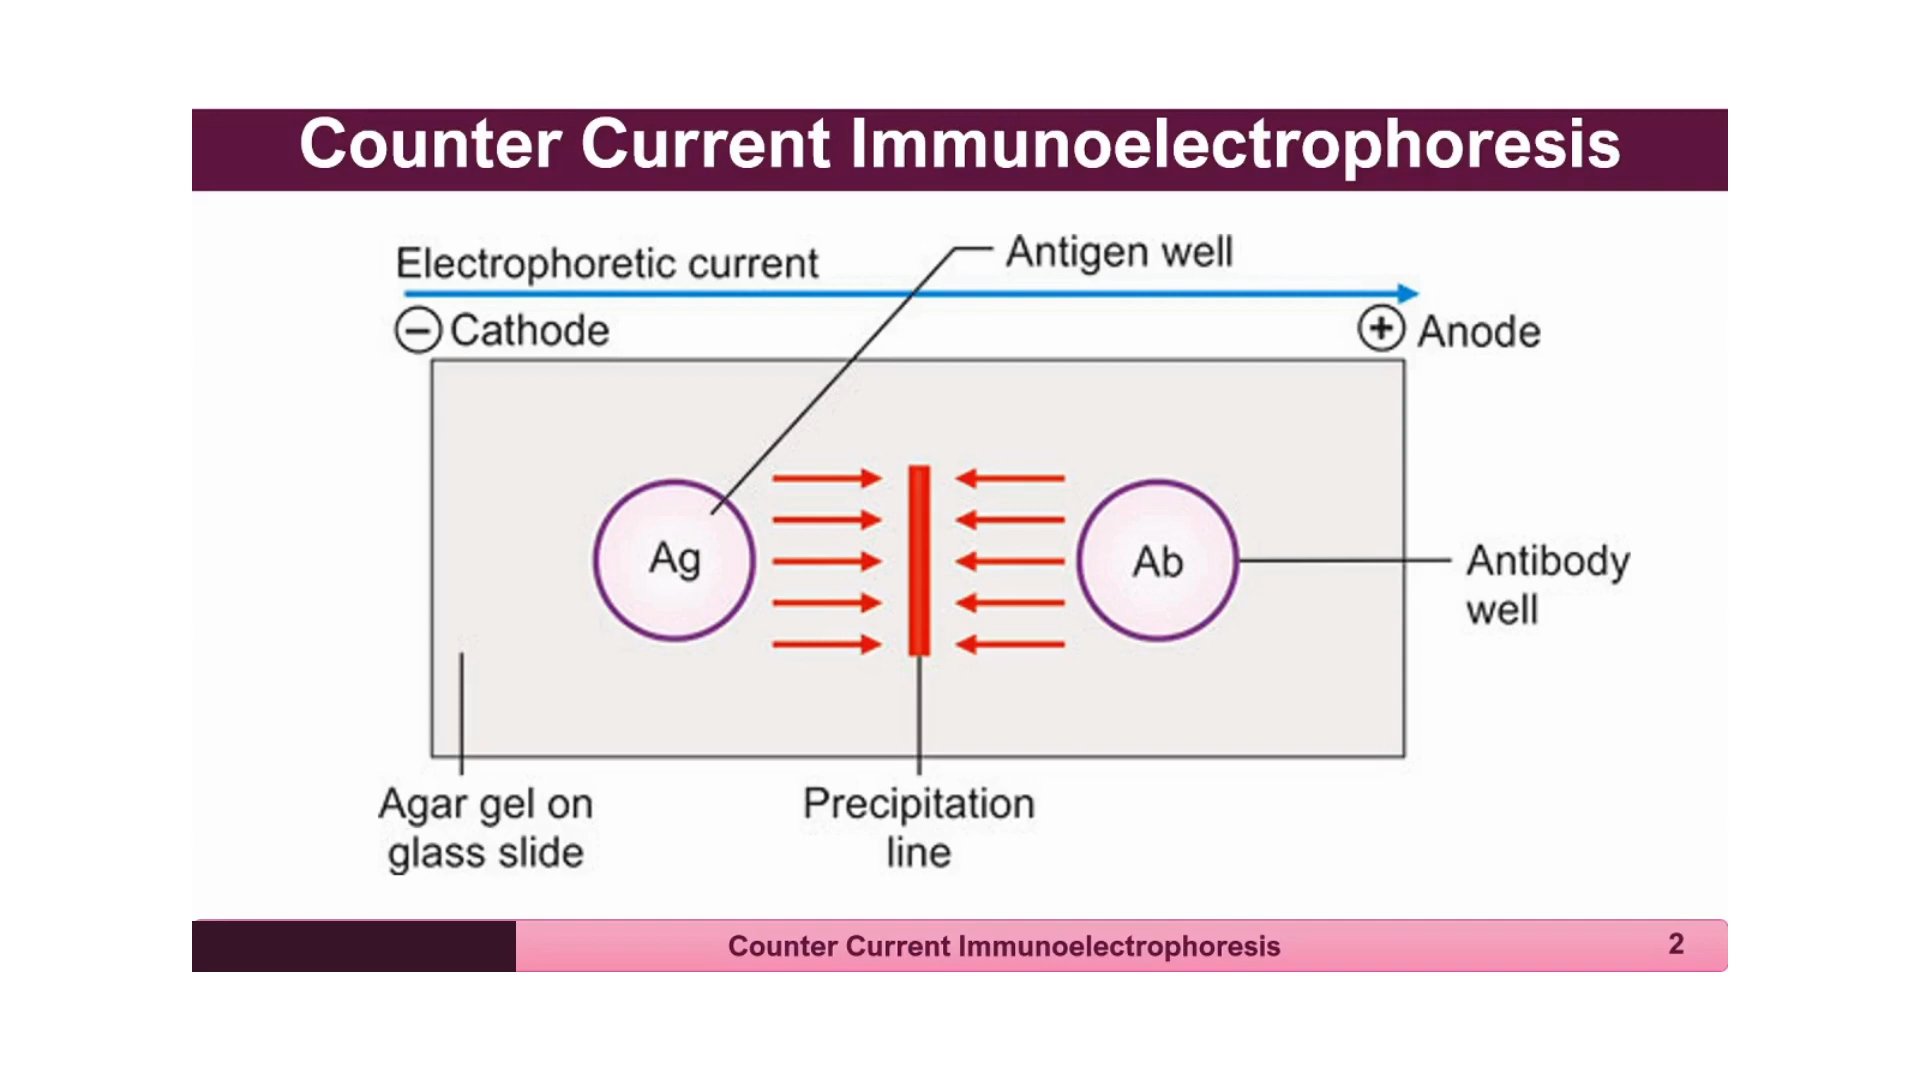 Counter Current Immunoelectrophoresis
Electrophoretic current
Antigen well
− Cathode
+ Anode
Ag
Ab
Antibody
well
Agar gel on
glass slide
Precipitation
line
Counter Current Immunoelectrophoresis
2